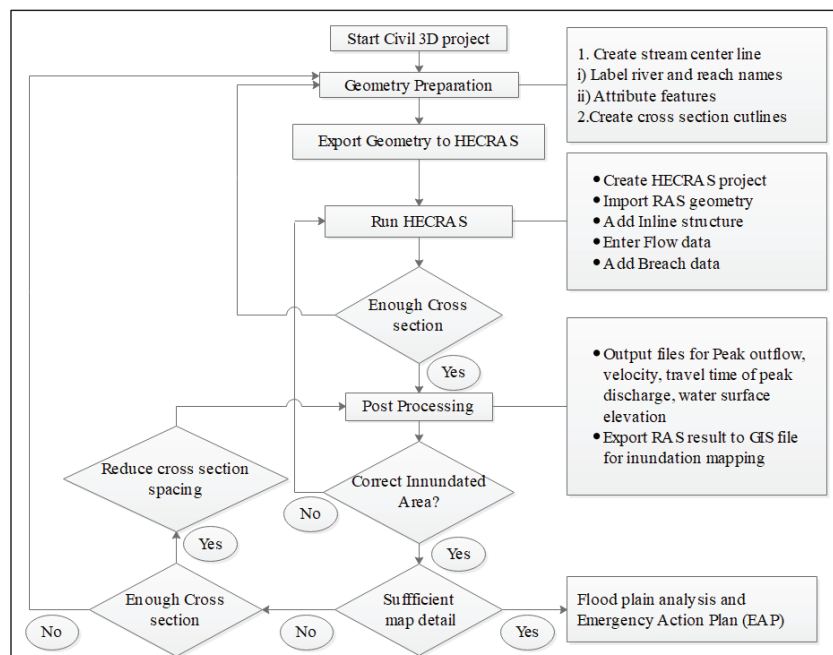 Start Civil 3D project
Geometry Preparation
1. Create stream center line
i) Label river and reach names
ii) Attribute features
2.Create cross section cutlines
Export Geometry to HECRAS
Run HECRAS
• Create HECRAS project
• Import RAS geometry
• Add Inline structure
• Enter Flow data
• Add Breach data
Enough Cross
section
Yes
Post Processing
• Output files for Peak outflow,
velocity, travel time of peak
discharge, water surface
elevation
• Export RAS result to GIS file
for inundation mapping
Reduce cross section
spacing
Correct Innundated
Area?
No
Yes
Yes
Enough Cross
section
No
No
Suffficient
map detail
Yes
Flood plain analysis and
Emergency Action Plan (EAP)